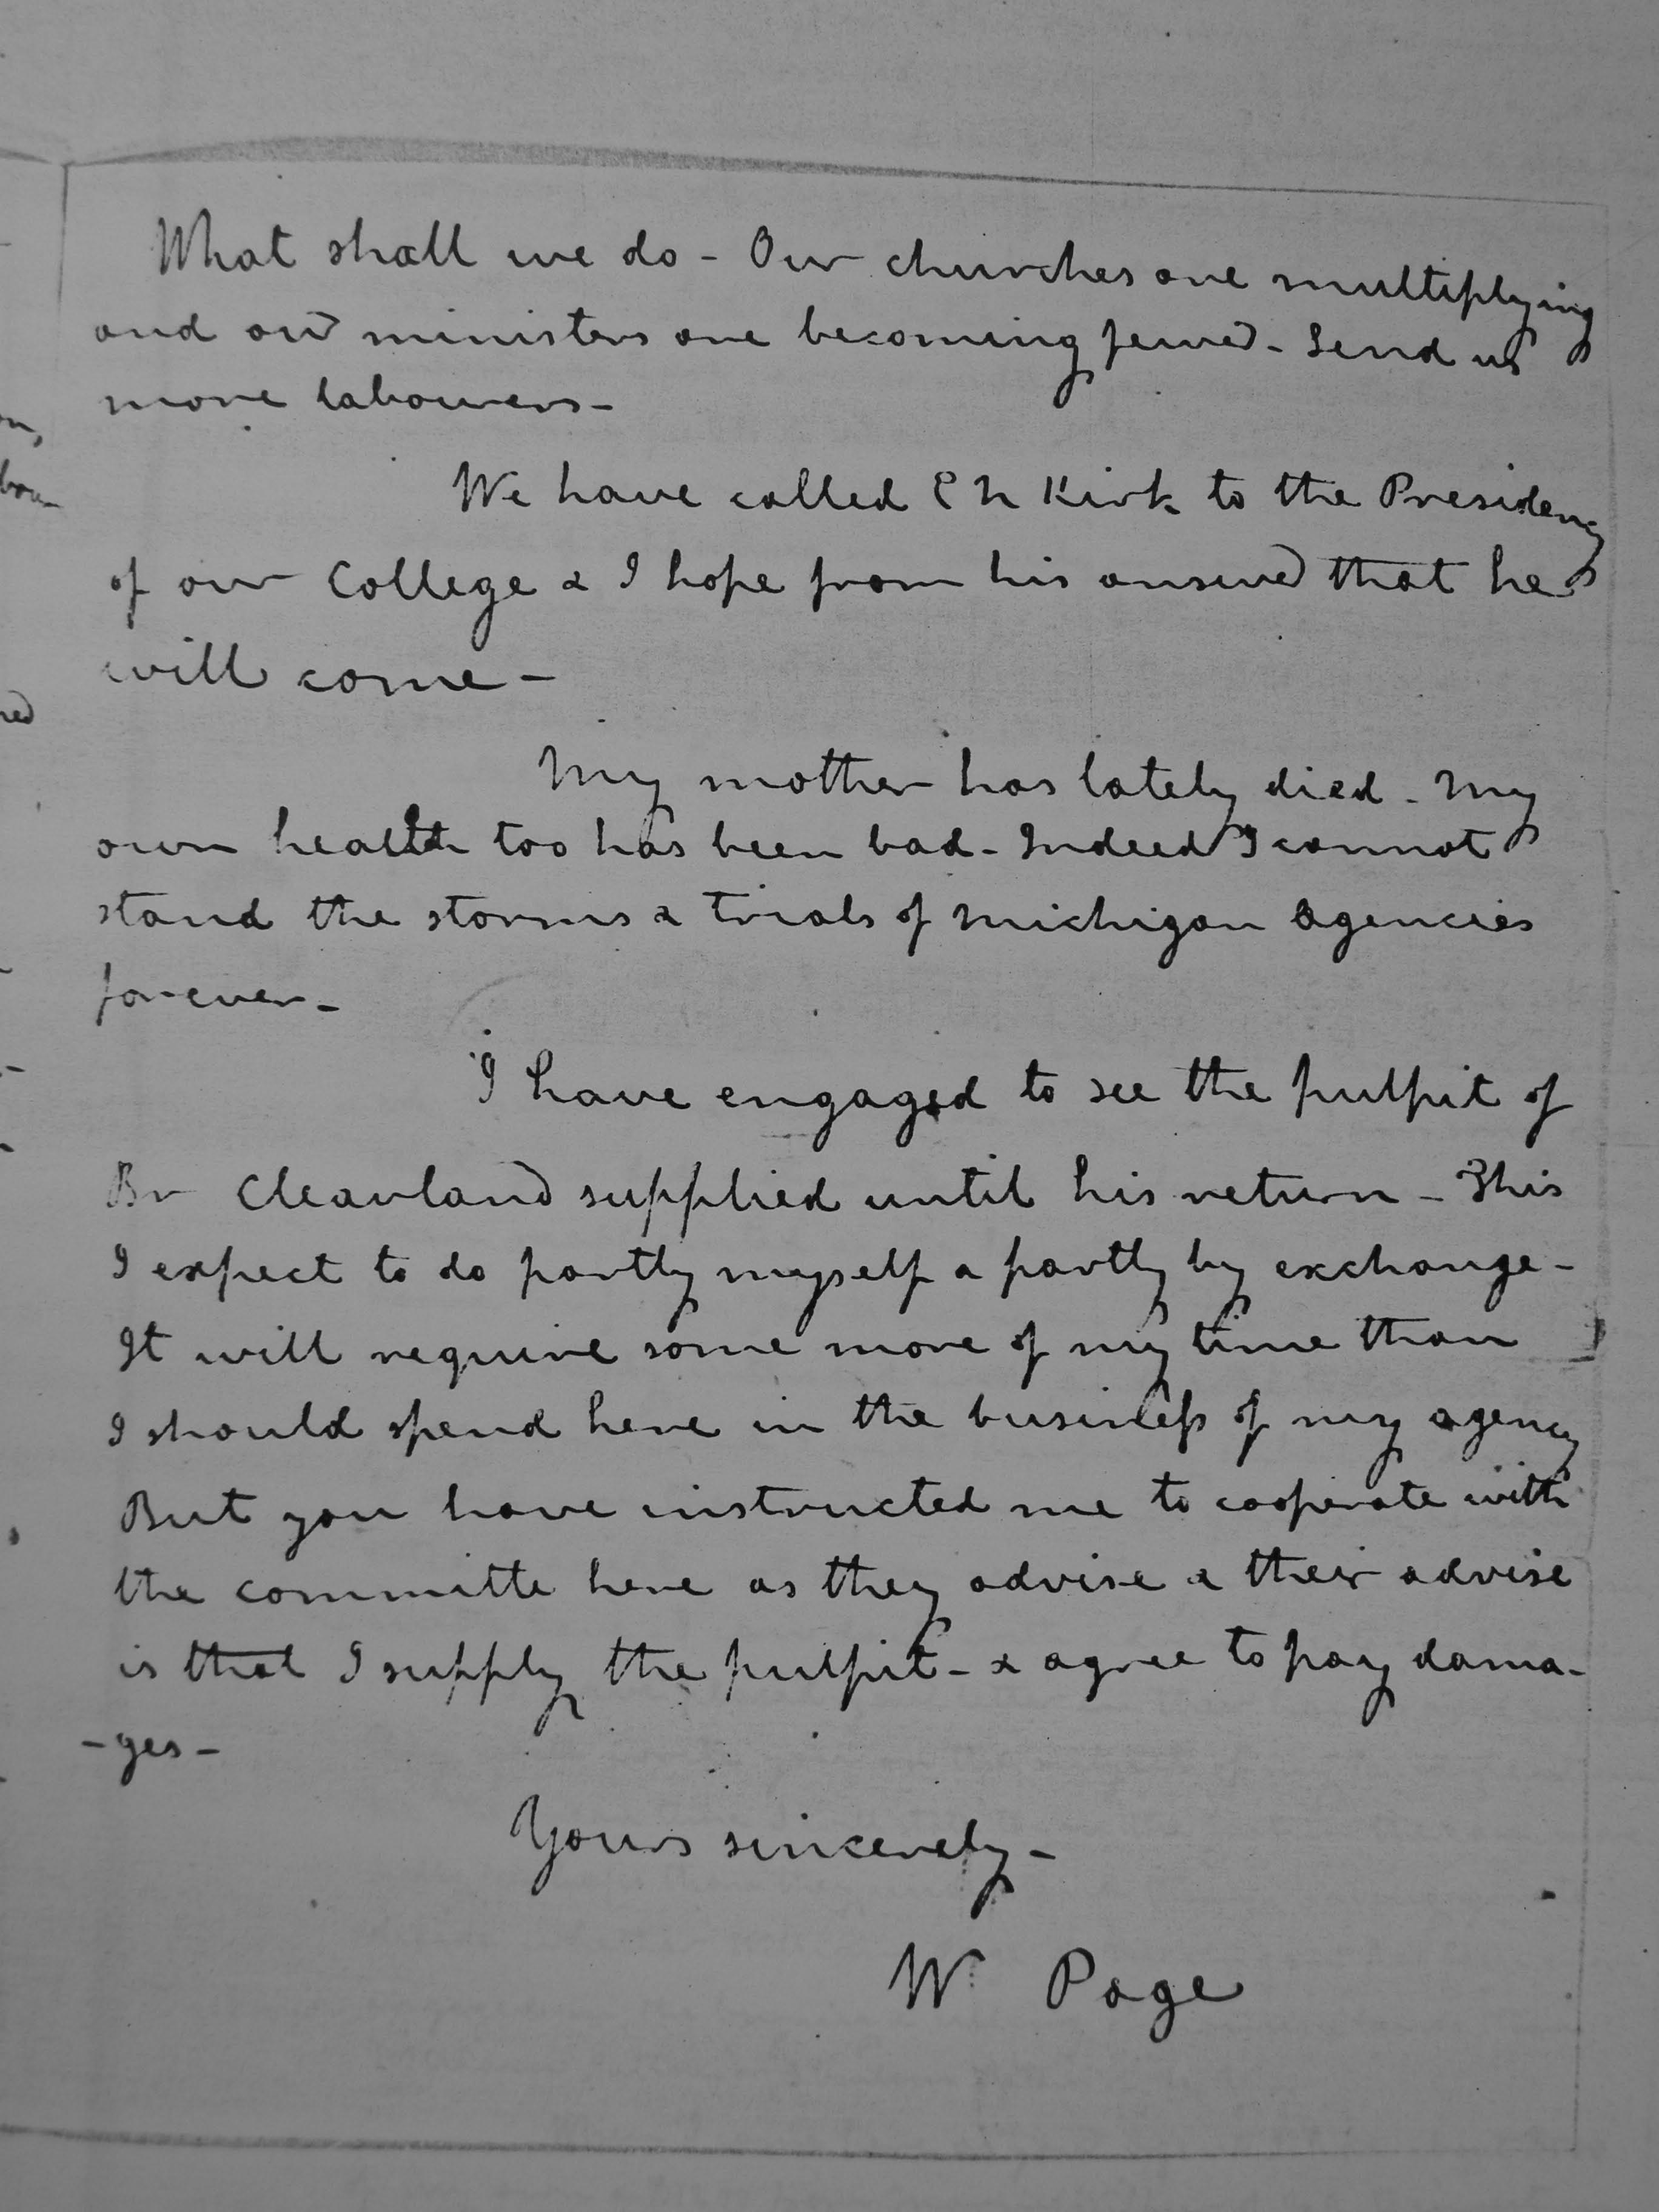 What shall we do - Our churches are multiplying
and our ministers are becoming fewer - Send us
more labourers -
We have called E N Kirk to the Presidency
of our College & I hope from his answer that he
will come -
My mother has lately died - My
own health too has been bad - Indeed I cannot
stand the storms & trials of Michigan Agencies
forever -
I have engaged to see the pulpit of
Br Cleavland supplied until his return - This
I expect to do partly myself & partly by exchange -
It will require some more of my time than
I should spend here in the business of my agency
But you have instructed me to cooperate with
the committe here as they advise & their advise
is that I supply the pulpit - & agree to pay dama-
-ges -
Yours sincerely -
W Page